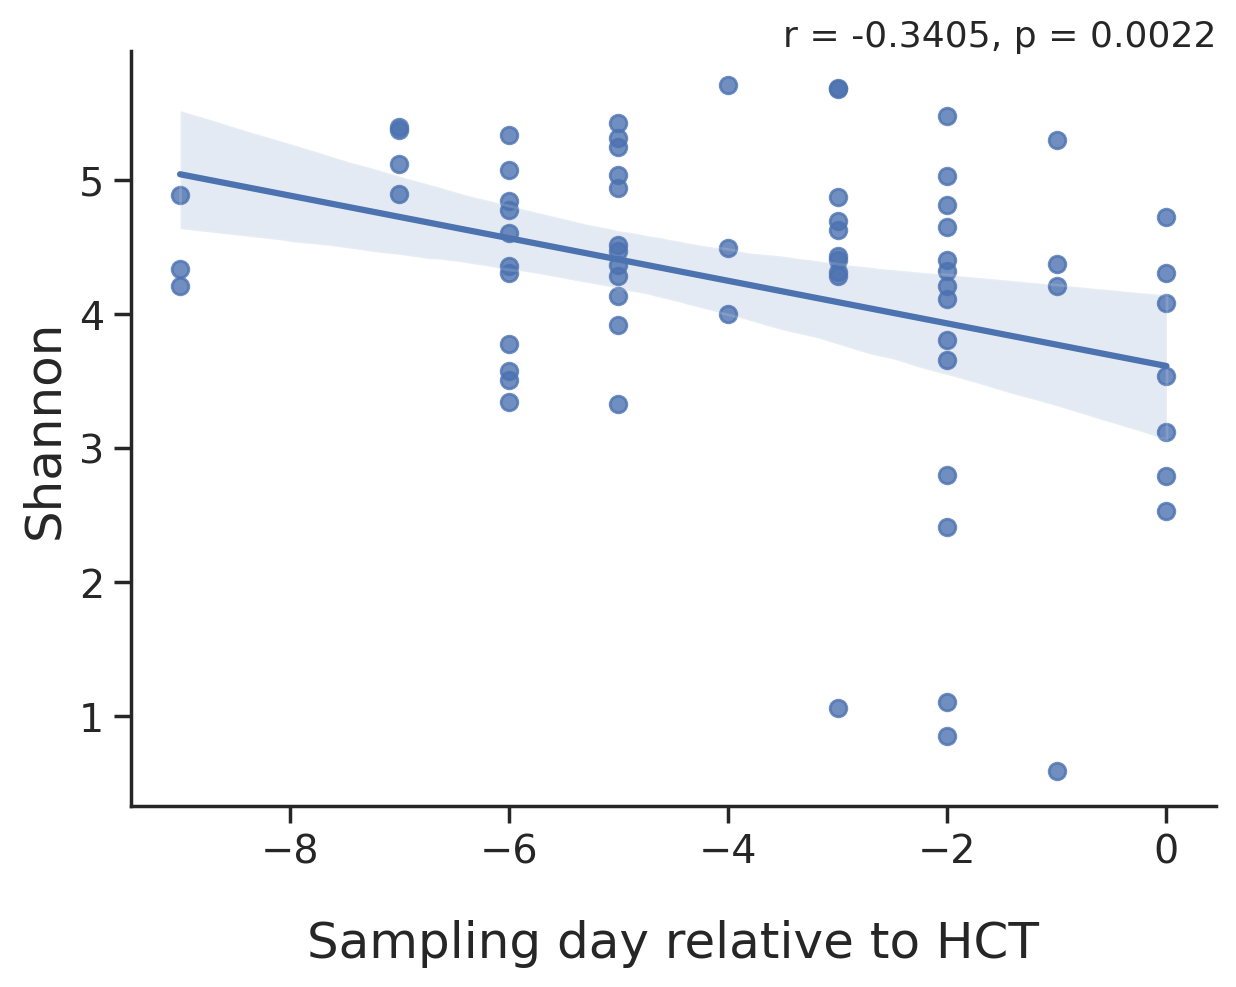 r = -0.3405, p = 0.0022
Shannon
5
4
3
2
1
−8 −6 −4 −2 0
Sampling day relative to HCT